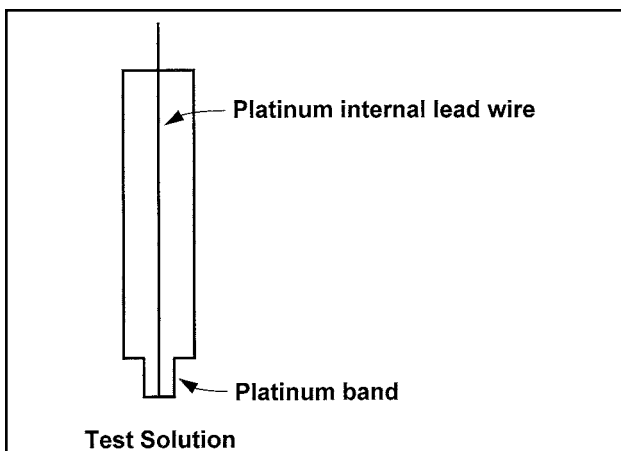 Platinum internal lead wire
Platinum band
Test Solution